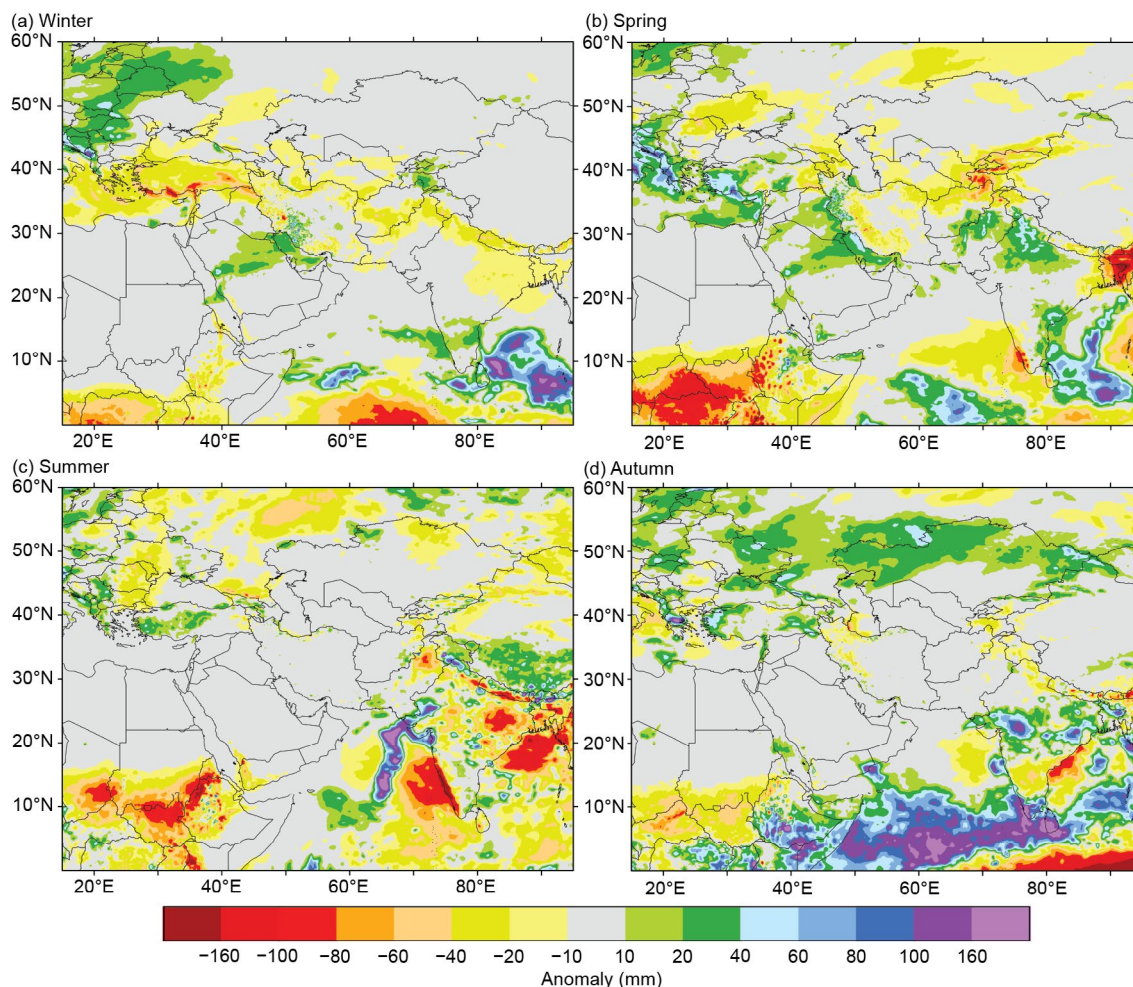 (a) Winter
(b) Spring
60°N
50°N
40°N
30°N
20°N
10°N
20°E
40°E
60°E
80°E
60°N
50°N
40°N
30°N
20°N
10°N
20°E
40°E
60°E
80°E
(c) Summer
(d) Autumn
60°N
50°N
40°N
30°N
20°N
10°N
20°E
40°E
60°E
80°E
60°N
50°N
40°N
30°N
20°N
10°N
20°E
40°E
60°E
80°E
−160 −100 −80 −60 −40 −20 −10 10 20 40 60 80 100 160
Anomaly (mm)